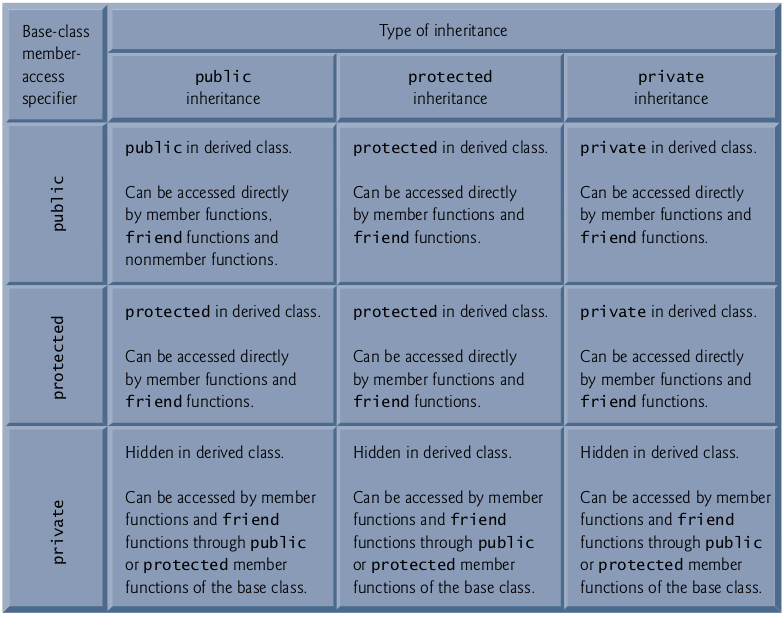 Base-class
member-
access
specifier
Type of inheritance
public
inheritance
protected
inheritance
private
inheritance
public
public in derived class.
Can be accessed directly
by member functions,
friend functions and
nonmember functions.
protected in derived class.
Can be accessed directly
by member functions and
friend functions.
private in derived class.
Can be accessed directly
by member functions and
friend functions.
protected
protected in derived class.
Can be accessed directly
by member functions and
friend functions.
protected in derived class.
Can be accessed directly
by member functions and
friend functions.
private in derived class.
Can be accessed directly
by member functions and
friend functions.
private
Hidden in derived class.
Can be accessed by member
functions and friend
functions through public
or protected member
functions of the base class.
Hidden in derived class.
Can be accessed by member
functions and friend
functions through public
or protected member
functions of the base class.
Hidden in derived class.
Can be accessed by member
functions and friend
functions through public
or protected member
functions of the base class.